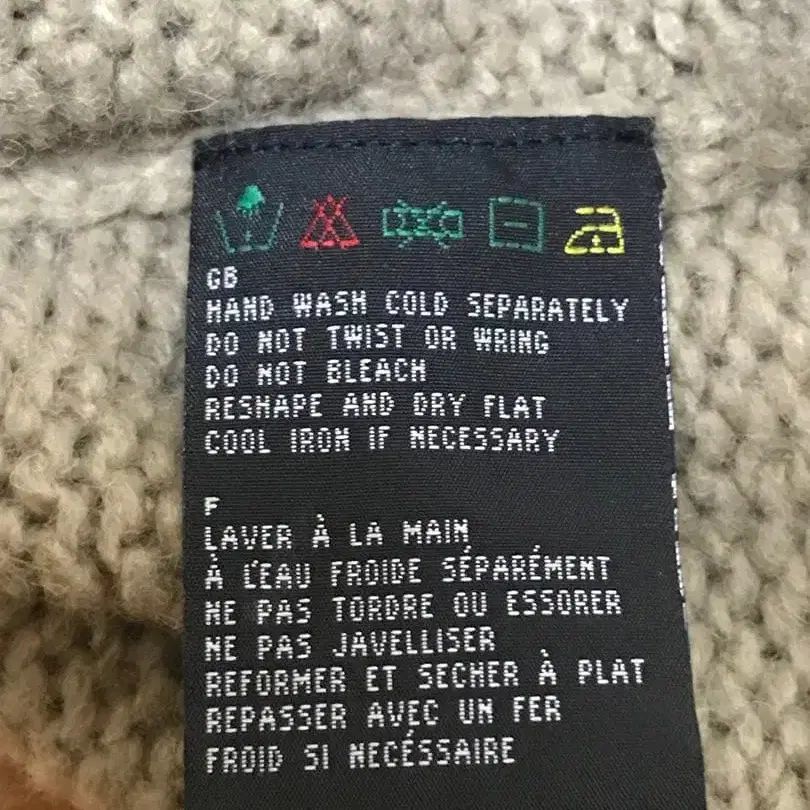 GB
HAND WASH COLD SEPARATELY
DO NOT TWIST OR WRING
DO NOT BLEACH
RESHAPE AND DRY FLAT
COOL IRON IF NECESSARY
F
LAVER À LA MAIN
À L'EAU FROIDE SÉPARÉMENT
NE PAS TORDRE OU ESSORER
NE PAS JAVELLISER
REFORMER ET SECHER À PLAT
REPASSER AVEC UN FER
FROID SI NECÉSSAIRE